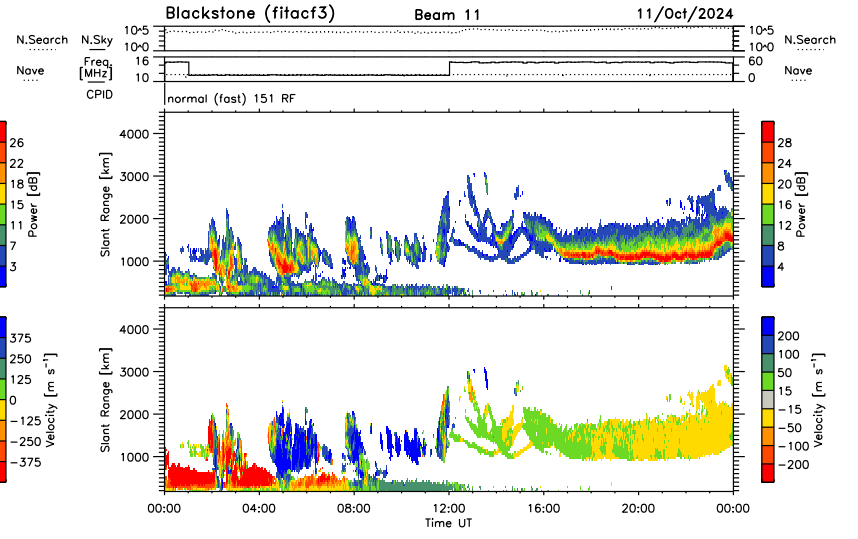 Blackstone (fitacf3) Beam 11 11/Oct/2024
N.Search N.Sky 10^5 10^0 10^5 10^0 N.Search
Nave Freq. [MHz] 16 10 60 0 Nave
CPID normal (fast) 151 RF
26 22 18 15 11 7 3 Power [dB]
Slant Range [km] 4000 3000 2000 1000
28 24 20 16 12 8 4 Power [dB]
375 250 125 0 -125 -250 -375 Velocity [m s⁻¹]
Slant Range [km] 4000 3000 2000 1000
200 100 50 15 -15 -50 -100 -200 Velocity [m s⁻¹]
00:00 04:00 08:00 12:00 16:00 20:00 00:00
Time UT